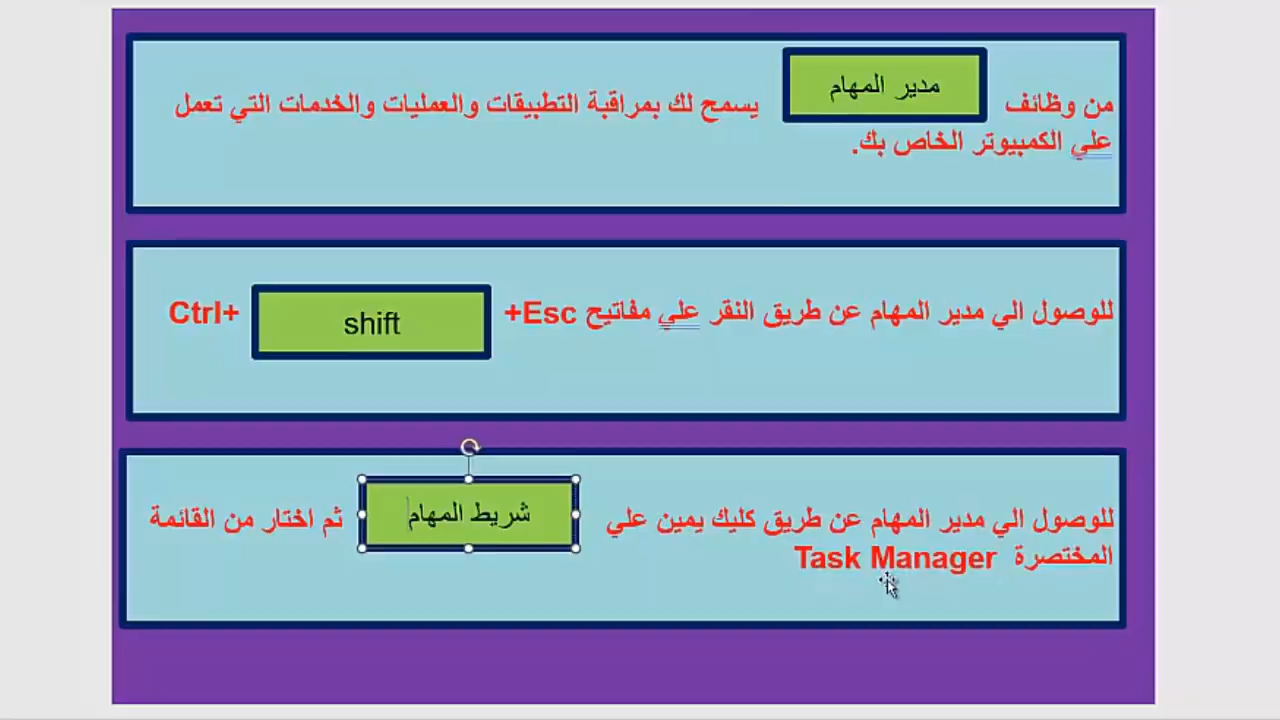 من وظائف مدير المهام يسمح لك بمراقبة التطبيقات والعمليات والخدمات التي تعمل
علي الكمبيوتر الخاص بك.
للوصول الي مدير المهام عن طريق النقر علي مفاتيح Esc+ shift Ctrl+
للوصول الي مدير المهام عن طريق كليك يمين علي شريط المهام ثم اختار من القائمة
المختصرة Task Manager